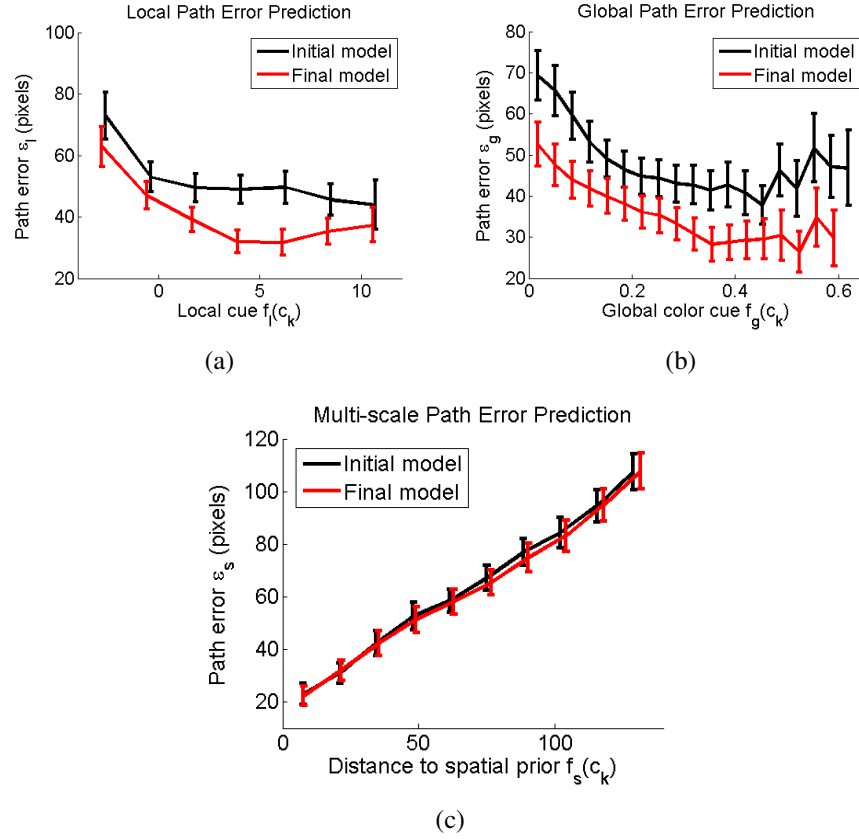 Local Path Error Prediction
100
80
60
40
20
Path error ε_l (pixels)
Initial model
Final model
0 5 10
Local cue f_l(c_k)
(a)
Global Path Error Prediction
80
70
60
50
40
30
20
Path error ε_g (pixels)
Initial model
Final model
0 0.2 0.4 0.6
Global color cue f_g(c_k)
(b)
Multi-scale Path Error Prediction
120
100
80
60
40
20
Path error ε_s (pixels)
Initial model
Final model
0 50 100
Distance to spatial prior f_s(c_k)
(c)